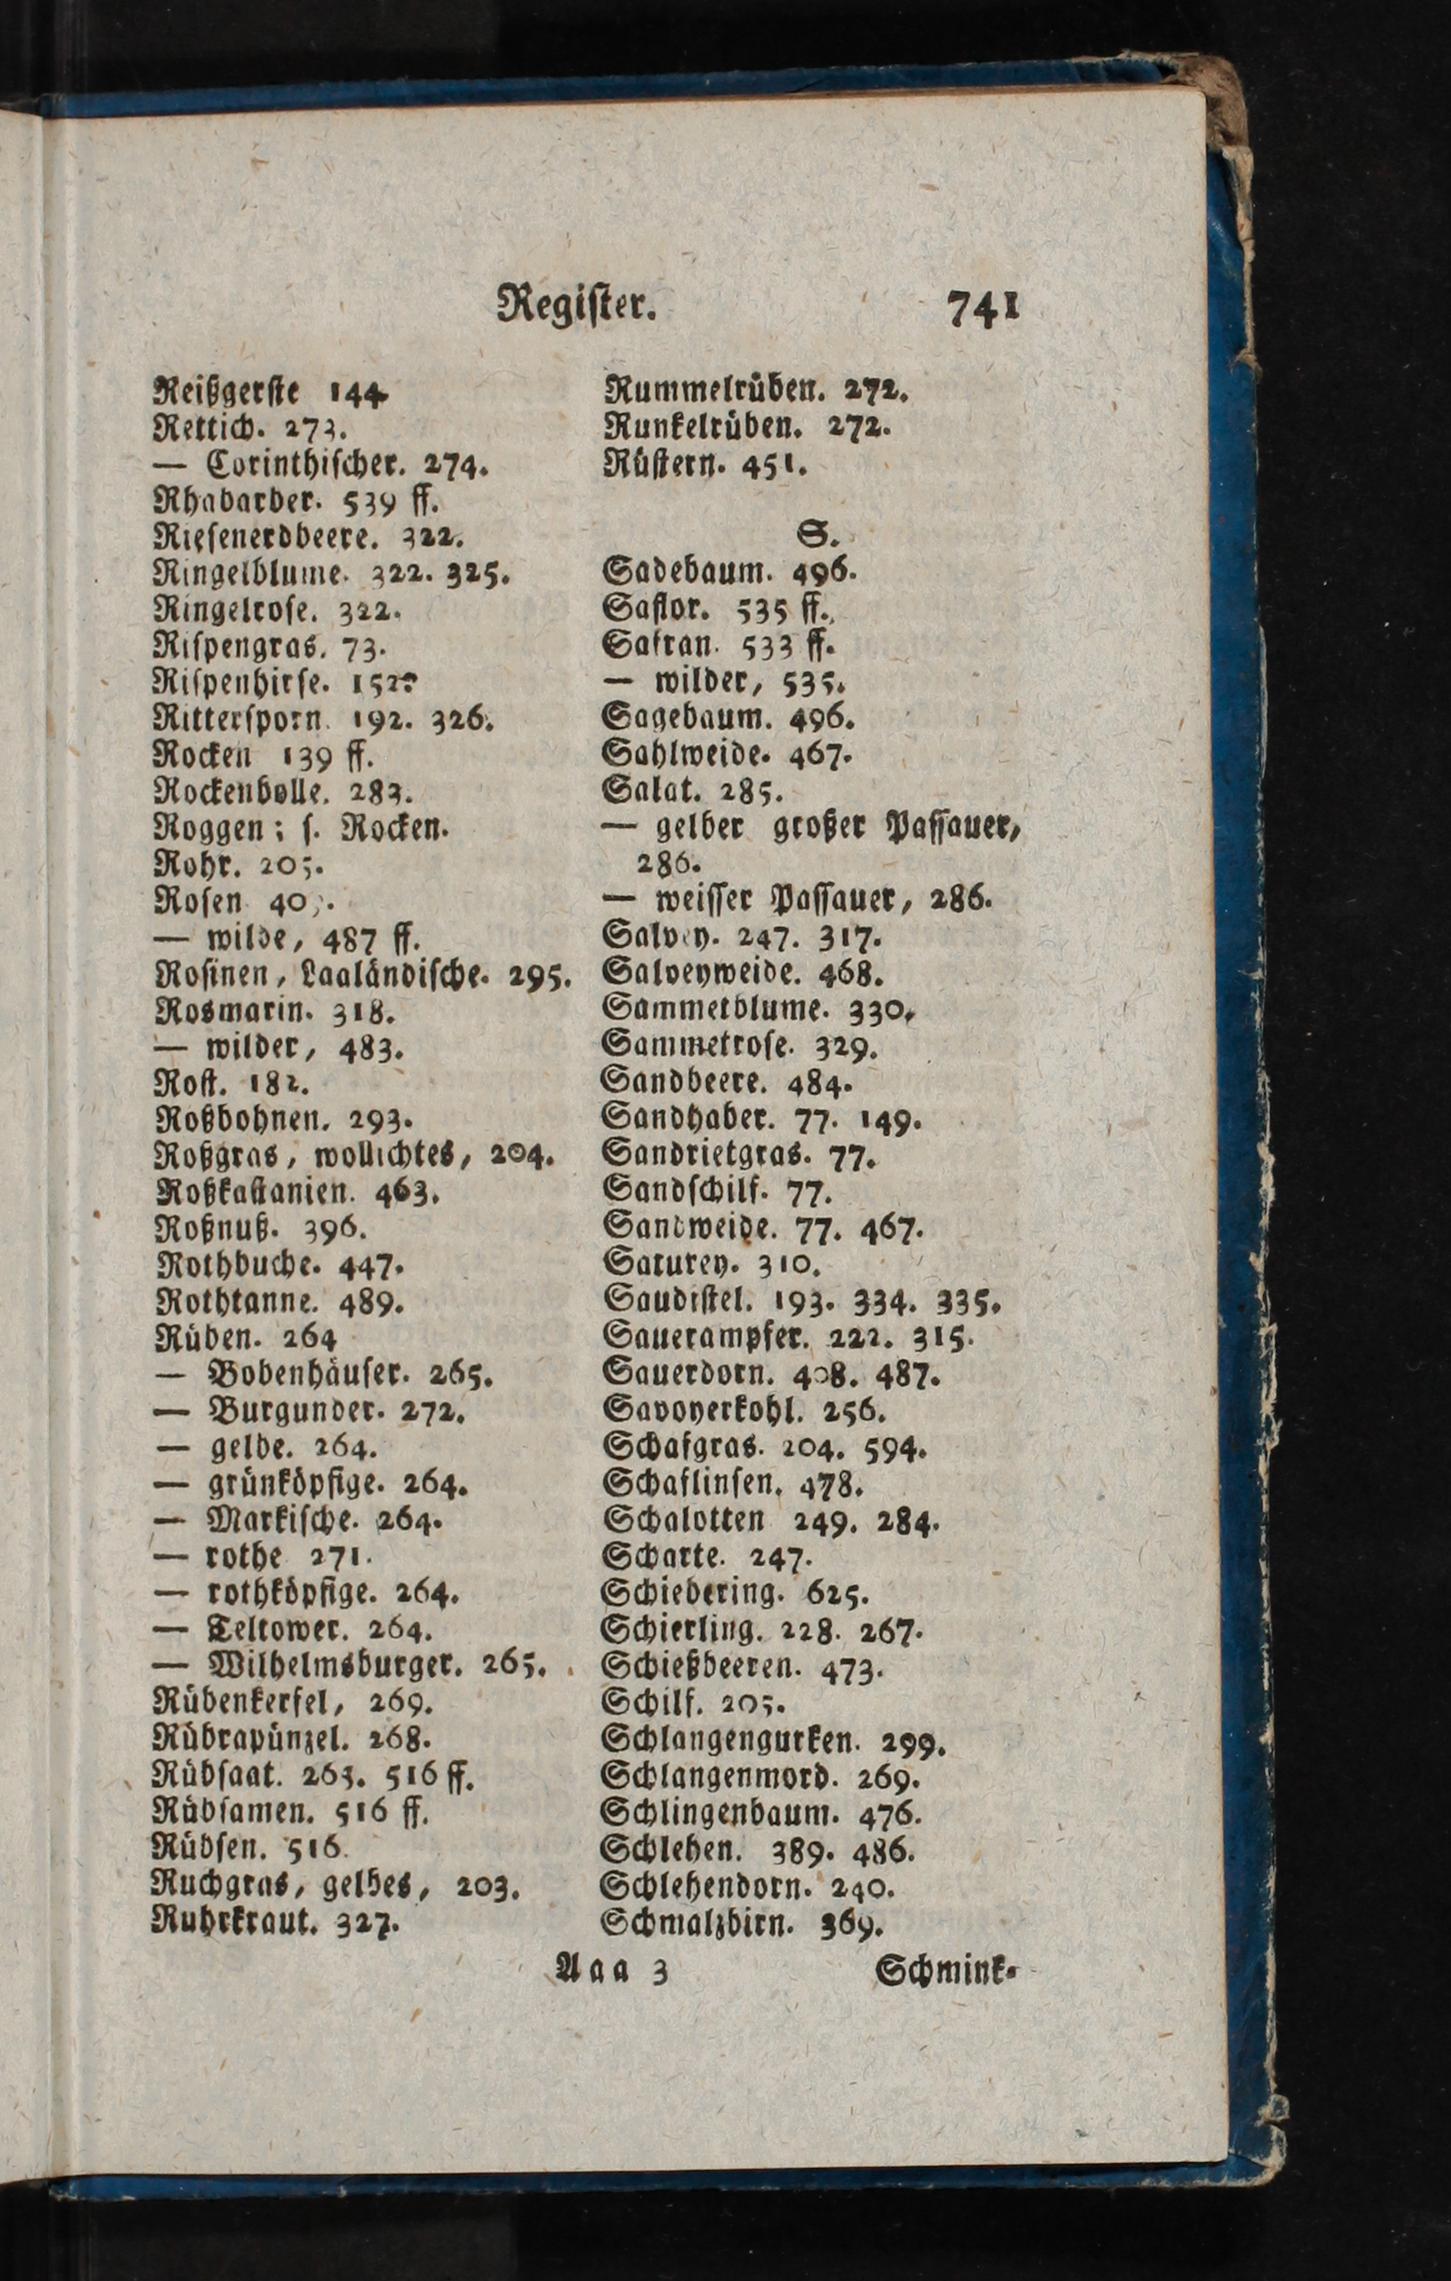 Register. 741
Reißgerste 144.
Rettich. 273.
— Corinthischer. 274.
Rhabarber. 539 ff.
Riesenerdbeere. 322.
Ringelblume. 322. 325.
Ringelrose. 322.
Rispengras. 73.
Rispenhirse. 152.
Rittersporn. 192. 326.
Rocken 139 ff.
Rockenbolle. 283.
Roggen; s. Rocken.
Rohr. 205.
Rosen
— wilde, 487 ff.
Rosinen, Laaländische. 295.
Rosmarin. 318.
— wilder, 483.
Rost. 182.
Roßbohnen. 293.
Roßgras, wollichtes, 204.
Roßkastanien. 463.
Roßnuß. 396.
Rothbuche. 447.
Rothtanne. 489.
Rüben. 264
— Bobenhäuser. 265.
— Burgunder. 272.
— gelbe. 264.
— grünköpfige. 264.
— Markische. 264.
— rothe 271.
— rothköpfige. 264.
— Teltower. 264.
— Wilhelmsburger. 265.
Rübenkerfel, 269.
Rübrapünzel. 268.
Rübsaat. 263. 516 ff.
Rübsamen. 516 ff.
Rübsen. 516.
Ruchgras, gelbes, 203.
Ruhrkraut. 327.
Rummelrüben. 272.
Runkelrüben. 272.
Rüstern. 451.
S.
Sadebaum. 496.
Saflor. 535 ff.
Safran. 533 ff.
— wilder, 535.
Sagebaum. 496.
Sahlweide. 467.
Salat. 285.
— gelber großer Passauer,
286.
— weisser Passauer, 286.
Salvey. 247. 317.
Salveyweide. 468.
Sammetblume. 330.
Sammetrose. 329.
Sandbeere. 484.
Sandhaber. 77. 149.
Sandrietgras. 77.
Sandschilf. 77.
Sandweide. 77. 467.
Saturey. 310.
Saudistel. 193. 334. 335.
Sauerampfer. 222. 315.
Sauerdorn. 408. 487.
Savoyerkohl. 256.
Schafgras. 204. 594.
Schaflinsen. 478.
Schalotten 249. 284.
Scharte. 247.
Schiebering. 625.
Schierling. 228. 267.
Schießbeeren. 473.
Schilf. 205.
Schlangengurken. 299.
Schlangenmord. 269.
Schlingenbaum. 476.
Schlehen. 389. 486.
Schlehendorn. 240.
Schmalzbirn. 369.
Aaa 3 Schmink-